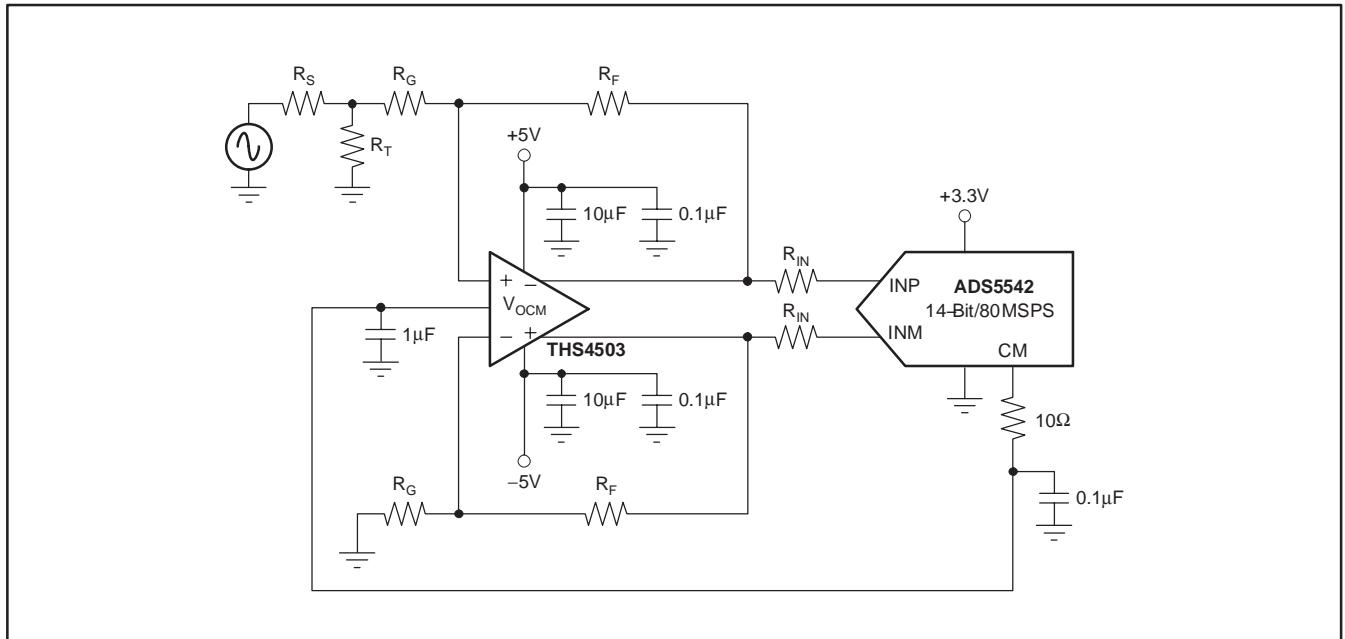 R_S
R_G
R_F
R_T
+5V
10μF
0.1μF
+3.3V
R_IN
INP
ADS5542
14–Bit/80MSPS
+ –
V_OCM
1μF
– +
THS4503
R_IN
INM
CM
10μF
0.1μF
10Ω
–5V
R_G
R_F
0.1μF